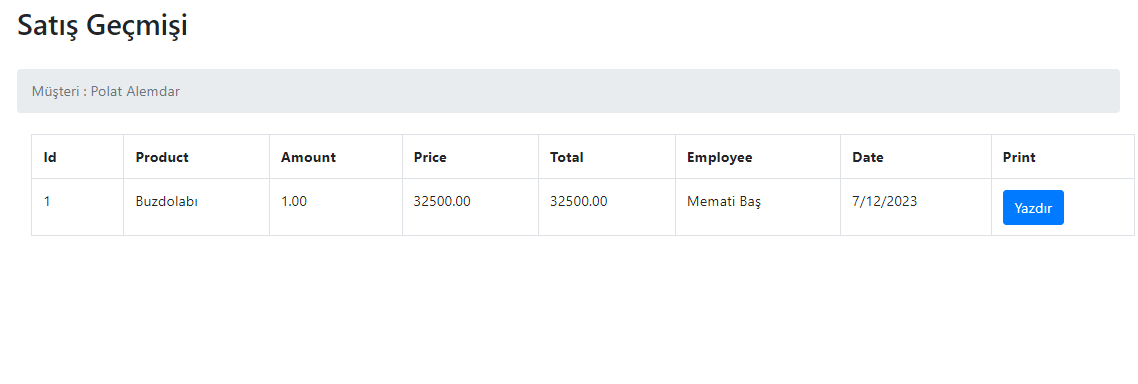 Satış Geçmişi
Müşteri : Polat Alemdar
Id Product Amount Price Total Employee Date Print
1 Buzdolabı 1.00 32500.00 32500.00 Memati Baş 7/12/2023 Yazdır